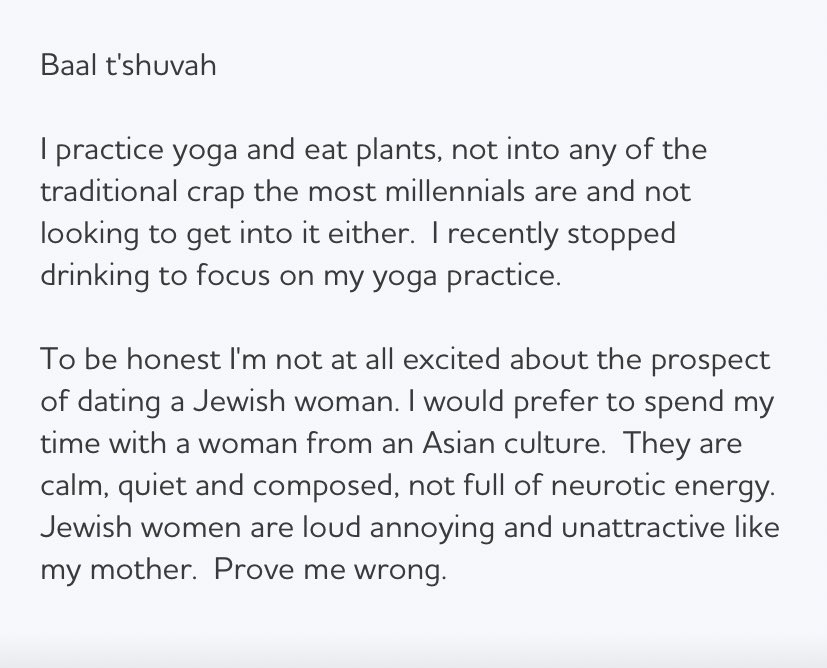 Baal t'shuvah
I practice yoga and eat plants, not into any of the
traditional crap the most millennials are and not
looking to get into it either.  I recently stopped
drinking to focus on my yoga practice.
To be honest I'm not at all excited about the prospect
of dating a Jewish woman. I would prefer to spend my
time with a woman from an Asian culture.  They are
calm, quiet and composed, not full of neurotic energy.
Jewish women are loud annoying and unattractive like
my mother.  Prove me wrong.